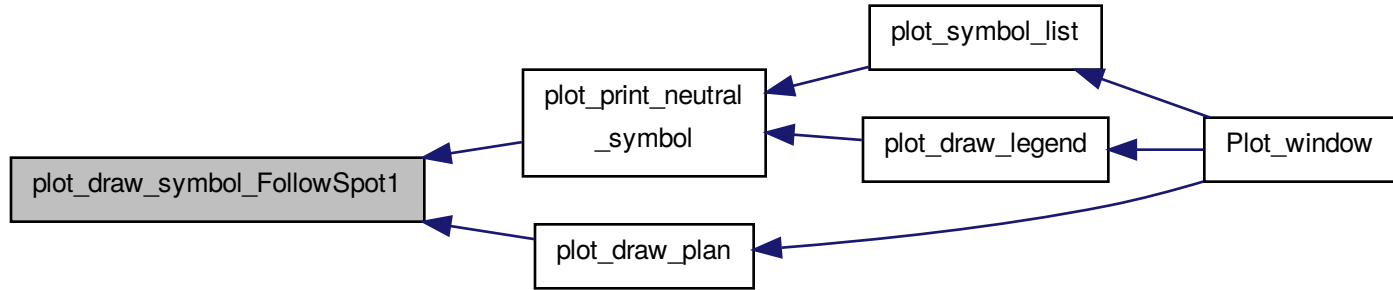 plot_symbol_list
plot_print_neutral
_symbol
plot_draw_legend
Plot_window
plot_draw_symbol_FollowSpot1
plot_draw_plan